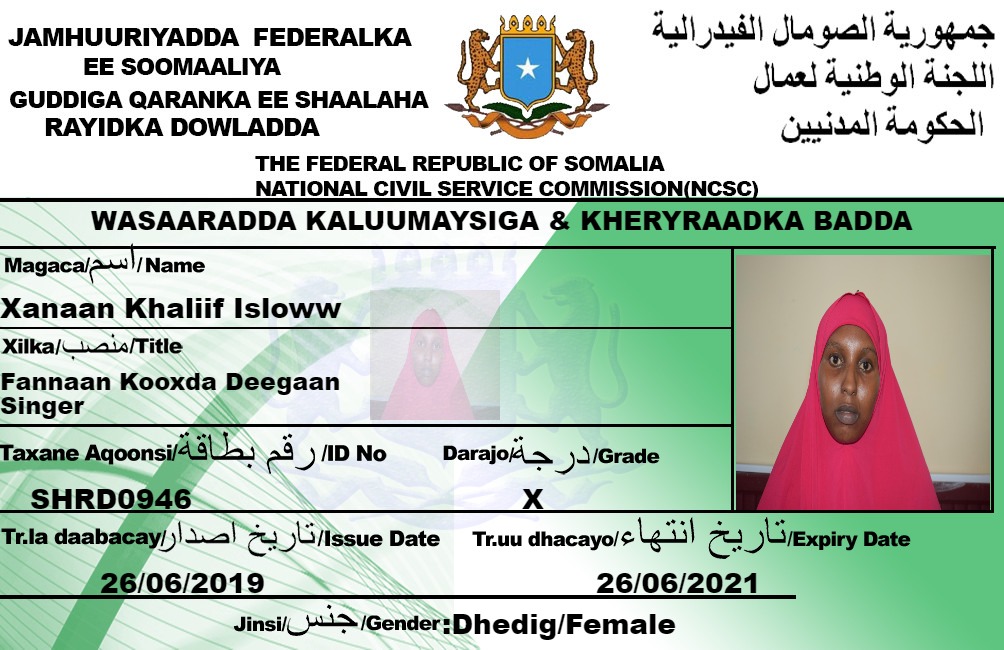 JAMHUURIYADDA FEDERALKA
EE SOOMAALIYA
GUDDIGA QARANKA EE SHAALAHA
RAYIDKA DOWLADDA
جمهورية الصومال الفيدرالية
اللجنة الوطنية لعمال
الحكومة المدنيين
THE FEDERAL REPUBLIC OF SOMALIA
NATIONAL CIVIL SERVICE COMMISSION(NCSC)
WASAARADDA KALUUMAYSIGA & KHERYRAADKA BADDA
Magaca/اسم/Name
Xanaan Khaliif Isloww
Xilka/منصب/Title
Fannaan Kooxda Deegaan
Singer
Taxane Aqoonsi/رقم بطاقة/ID No
Darajo/درجة/Grade
SHRD0946
X
Tr.la daabacay/تاريخ اصدار/Issue Date
Tr.uu dhacayo/تاريخ انتهاء/Expiry Date
26/06/2019
26/06/2021
Jinsi/جنس/Gender:Dhedig/Female